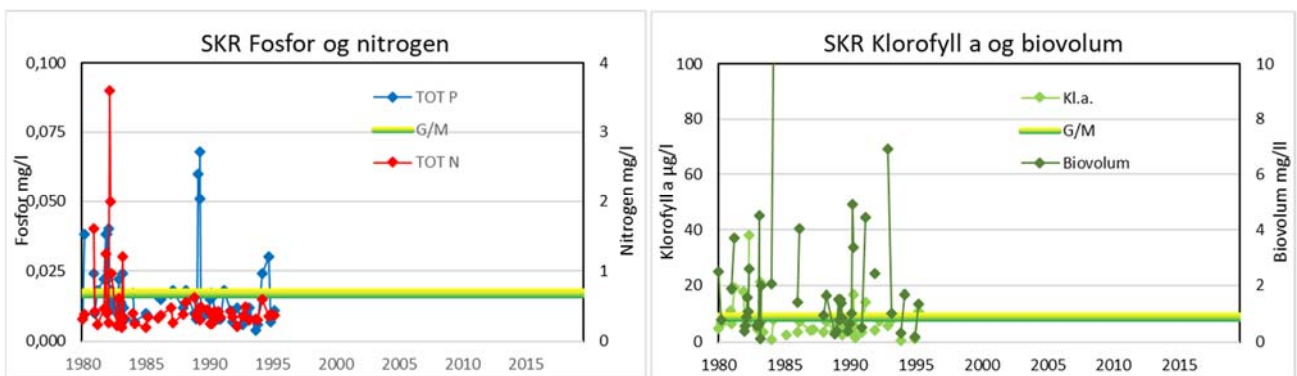 SKR Fosfor og nitrogen
0,100
0,075
0,050
0,025
0,000
Fosfor mg/l
4
3
2
1
0
Nitrogen mg/l
TOT P
G/M
TOT N
1980 1985 1990 1995 2000 2005 2010 2015
SKR Klorofyll a og biovolum
100
80
60
40
20
0
Klorofyll a µg/l
10
8
6
4
2
0
Biovolum mg/ll
Kl.a.
G/M
Biovolum
1980 1985 1990 1995 2000 2005 2010 2015